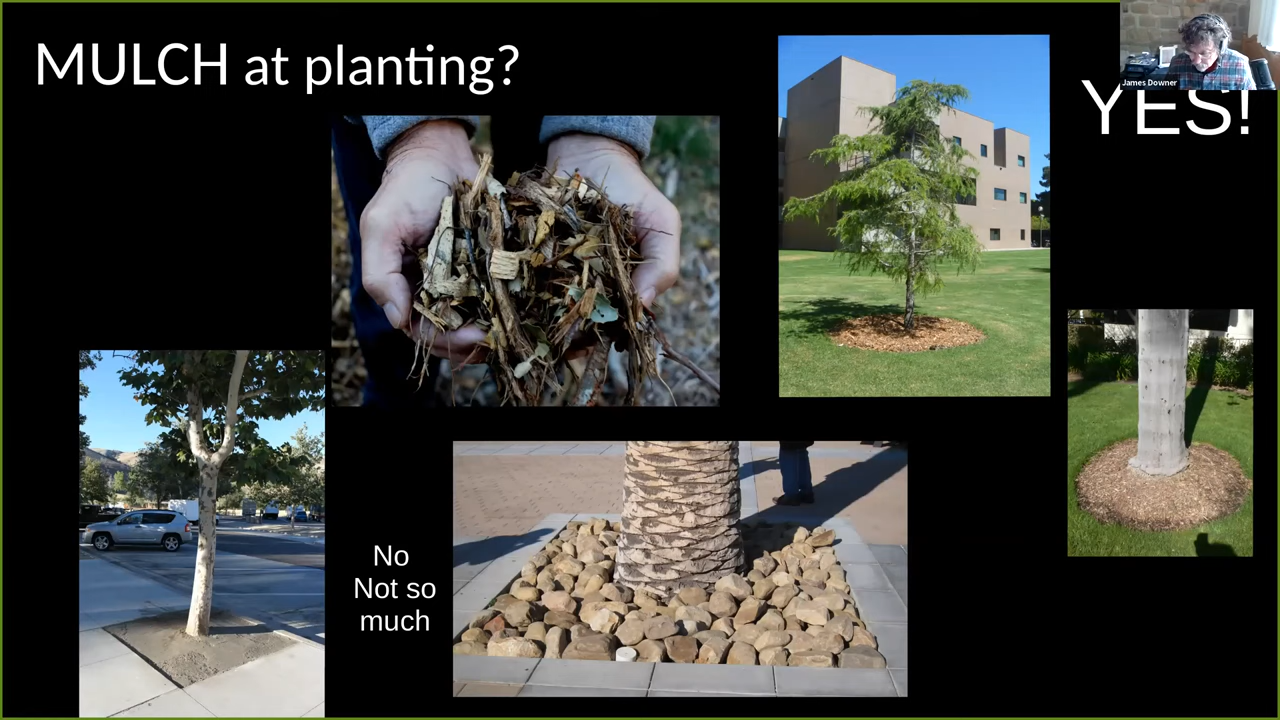 MULCH at planting?
James Downer
YES!
No
Not so
much